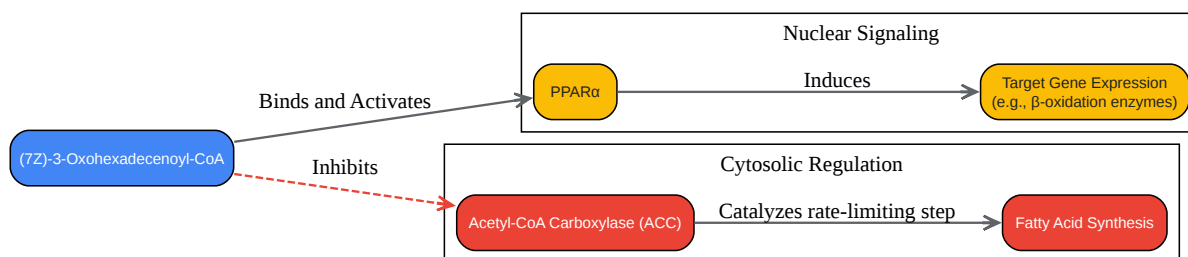 Nuclear Signaling
Binds and Activates
PPARα
Induces
Target Gene Expression
(e.g., β-oxidation enzymes)
(7Z)-3-Oxohexadecenoyl-CoA
Inhibits
Cytosolic Regulation
Acetyl-CoA Carboxylase (ACC)
Catalyzes rate-limiting step
Fatty Acid Synthesis